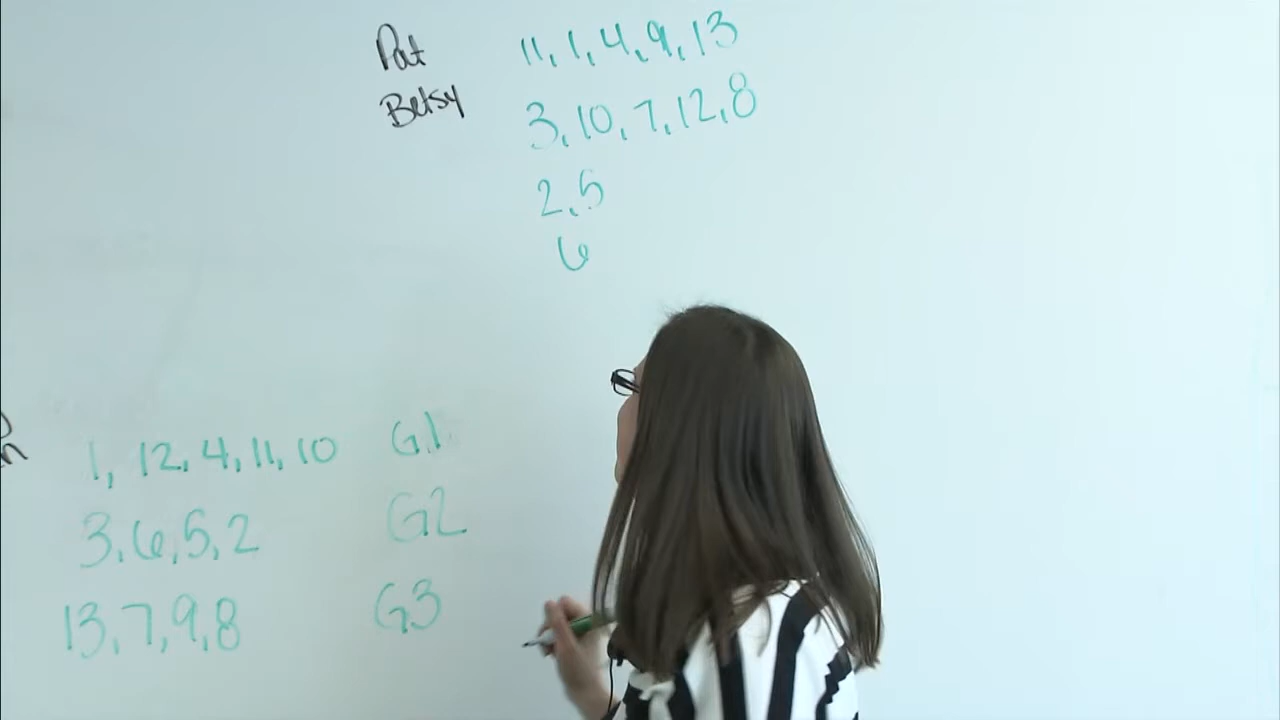 Pat 11, 1, 4, 9, 13
Betsy 3, 10, 7, 12, 8
2, 5
6
1, 12, 4, 11, 10 G1
3, 6, 5, 2 G2
13, 7, 9, 8 G3